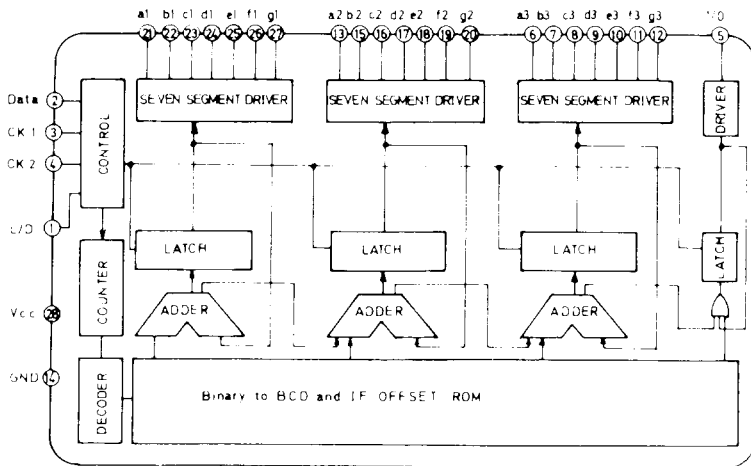 a1 b1 c1 d1 e1 f1 g1 a2 b2 c2 d2 e2 f2 g2 a3 b3 c3 d3 e3 f3 g3
21 22 23 24 25 26 27 13 15 16 17 18 19 20 6 7 8 9 10 11 12 5
SEVEN SEGMENT DRIVER SEVEN SEGMENT DRIVER SEVEN SEGMENT DRIVER DRIVER
Data 2
CK 1 3
CK 2 4
CONTROL
1
LATCH LATCH LATCH LATCH
COUNTER
Vcc 28
ADDER ADDER ADDER
GND 14
DECODER
Binary to BCD and IF OFFSET ROM